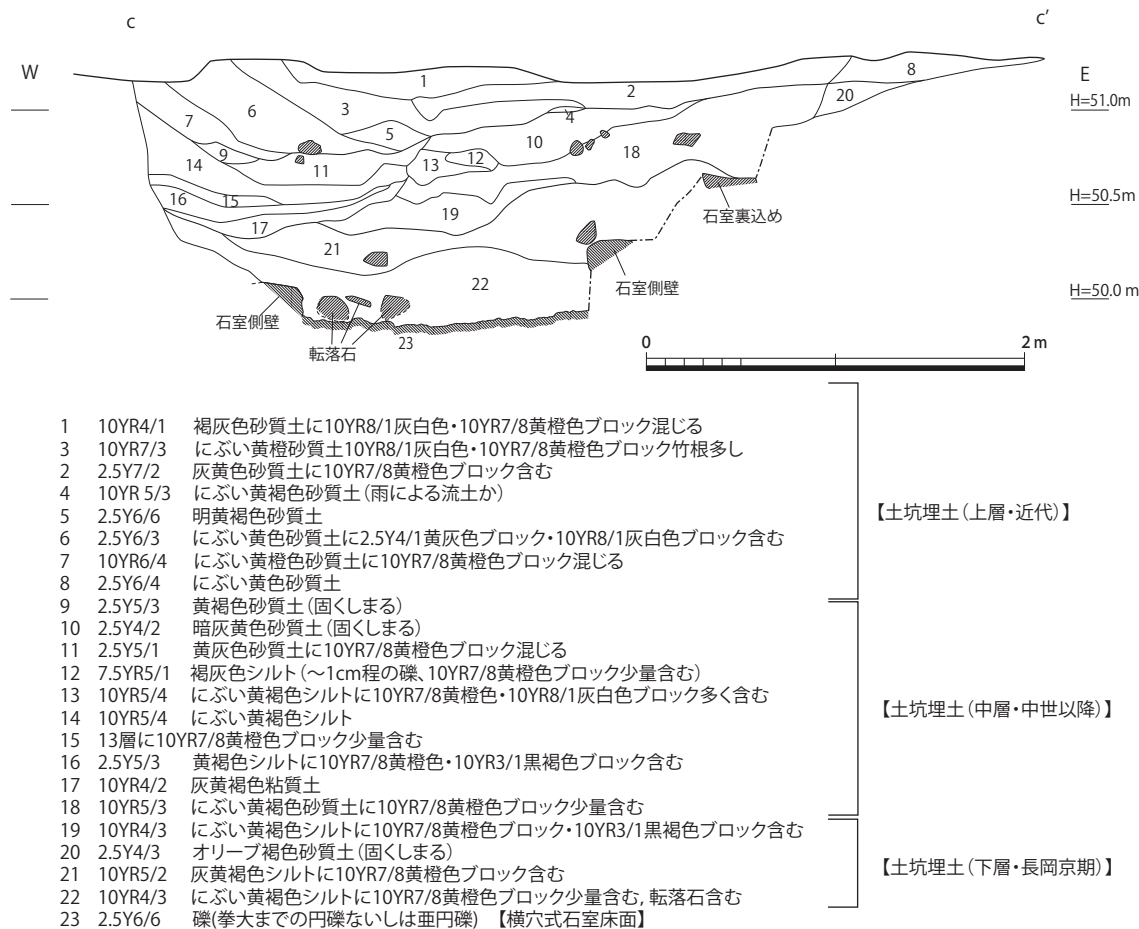 c
c′
W
E
1
2
3
4
5
6
7
8
9
10
11
12
13
14
15
16
17
18
19
20
21
22
23
H=51.0m
H=50.5m
H=50.0 m
石室裏込め
石室側壁
石室側壁
転落石
0
2 m
1 10YR4/1 褐灰色砂質土に10YR8/1灰白色・10YR7/8黄橙色ブロック混じる
3 10YR7/3 にぶい黄橙砂質土10YR8/1灰白色・10YR7/8黄橙色ブロック竹根多し
2 2.5Y7/2 灰黄色砂質土に10YR7/8黄橙色ブロック含む
4 10YR 5/3 にぶい黄褐色砂質土（雨による流土か）
5 2.5Y6/6 明黄褐色砂質土
6 2.5Y6/3 にぶい黄色砂質土に2.5Y4/1黄灰色ブロック・10YR8/1灰白色ブロック含む
7 10YR6/4 にぶい黄橙色砂質土に10YR7/8黄橙色ブロック混じる
8 2.5Y6/4 にぶい黄色砂質土
【土坑埋土（上層・近代）】
9 2.5Y5/3 黄褐色砂質土（固くしまる）
10 2.5Y4/2 暗灰黄色砂質土（固くしまる）
11 2.5Y5/1 黄灰色砂質土に10YR7/8黄橙色ブロック混じる
12 7.5YR5/1 褐灰色シルト（～1cm程の礫、10YR7/8黄橙色ブロック少量含む）
13 10YR5/4 にぶい黄褐色シルトに10YR7/8黄橙色・10YR8/1灰白色ブロック多く含む
14 10YR5/4 にぶい黄褐色シルト
15 13層に10YR7/8黄橙色ブロック少量含む
16 2.5Y5/3 黄褐色シルトに10YR7/8黄橙色・10YR3/1黒褐色ブロック含む
17 10YR4/2 灰黄褐色粘質土
18 10YR5/3 にぶい黄褐色砂質土に10YR7/8黄橙色ブロック少量含む
【土坑埋土（中層・中世以降）】
19 10YR4/3 にぶい黄褐色シルトに10YR7/8黄橙色ブロック・10YR3/1黒褐色ブロック含む
20 2.5Y4/3 オリーブ褐色砂質土（固くしまる）
21 10YR5/2 灰黄褐色シルトに10YR7/8黄橙色ブロック含む
22 10YR4/3 にぶい黄褐色シルトに10YR7/8黄橙色ブロック少量含む, 転落石含む
【土坑埋土（下層・長岡京期）】
23 2.5Y6/6 礫(拳大までの円礫ないしは亜円礫) 【横穴式石室床面】